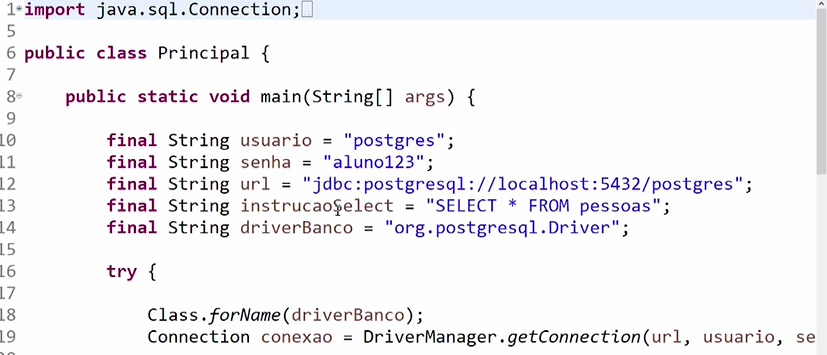 1 import java.sql.Connection;
5
6 public class Principal {
7
8 public static void main(String[] args) {
9
10 final String usuario = "postgres";
11 final String senha = "aluno123";
12 final String url = "jdbc:postgresql://localhost:5432/postgres";
13 final String instrucaoSelect = "SELECT * FROM pessoas";
14 final String driverBanco = "org.postgresql.Driver";
15
16 try {
17
18 Class.forName(driverBanco);
19 Connection conexao = DriverManager.getConnection(url, usuario, se